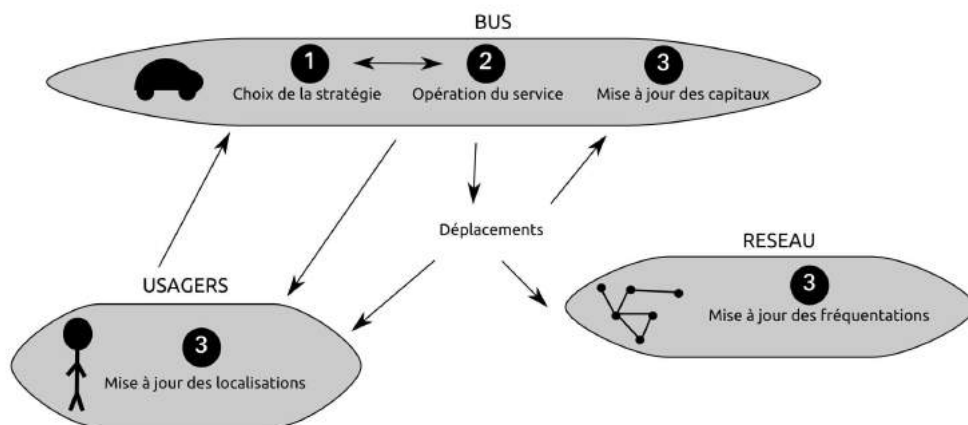 BUS
1
2
3
Choix de la stratégie
Opération du service
Mise à jour des capitaux
Déplacements
RESEAU
3
Mise à jour des fréquentations
USAGERS
3
Mise à jour des localisations